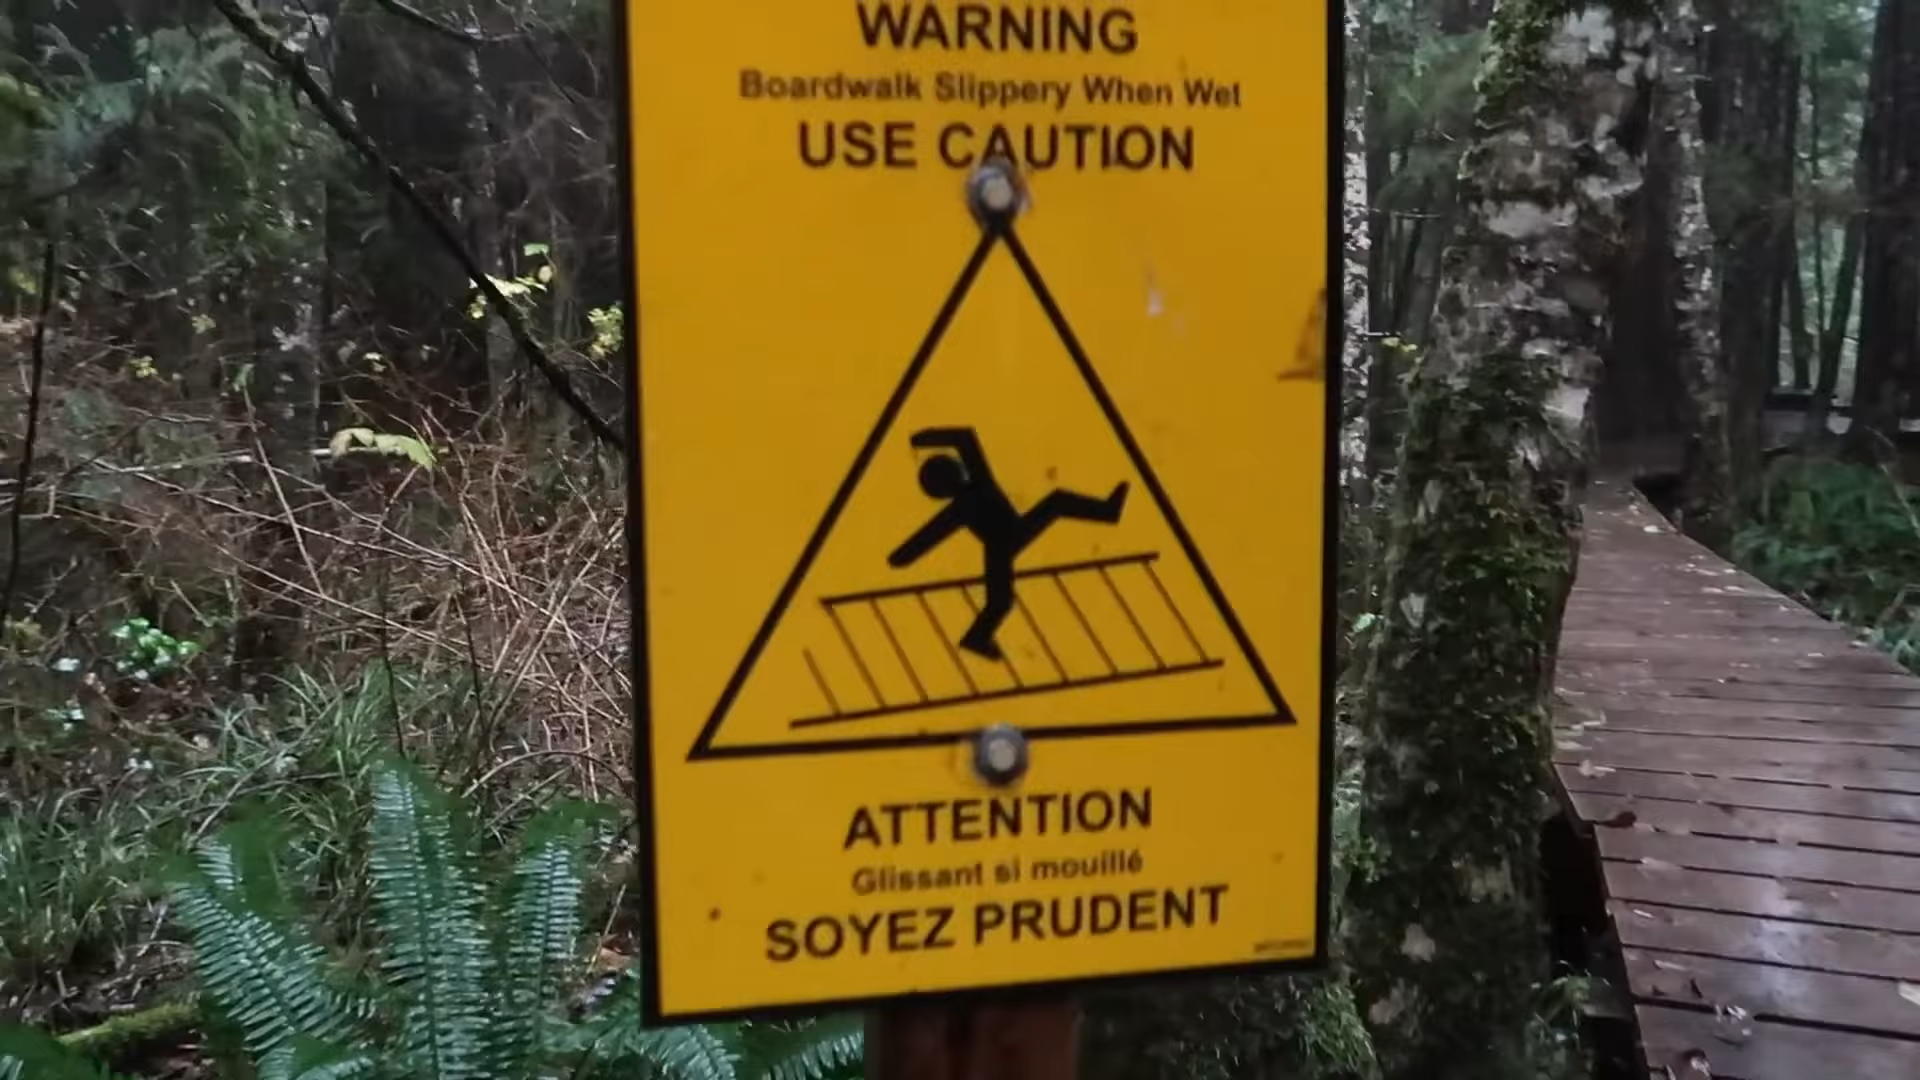 WARNING
Boardwalk Slippery When Wet
USE CAUTION
ATTENTION
Glissant si mouillé
SOYEZ PRUDENT